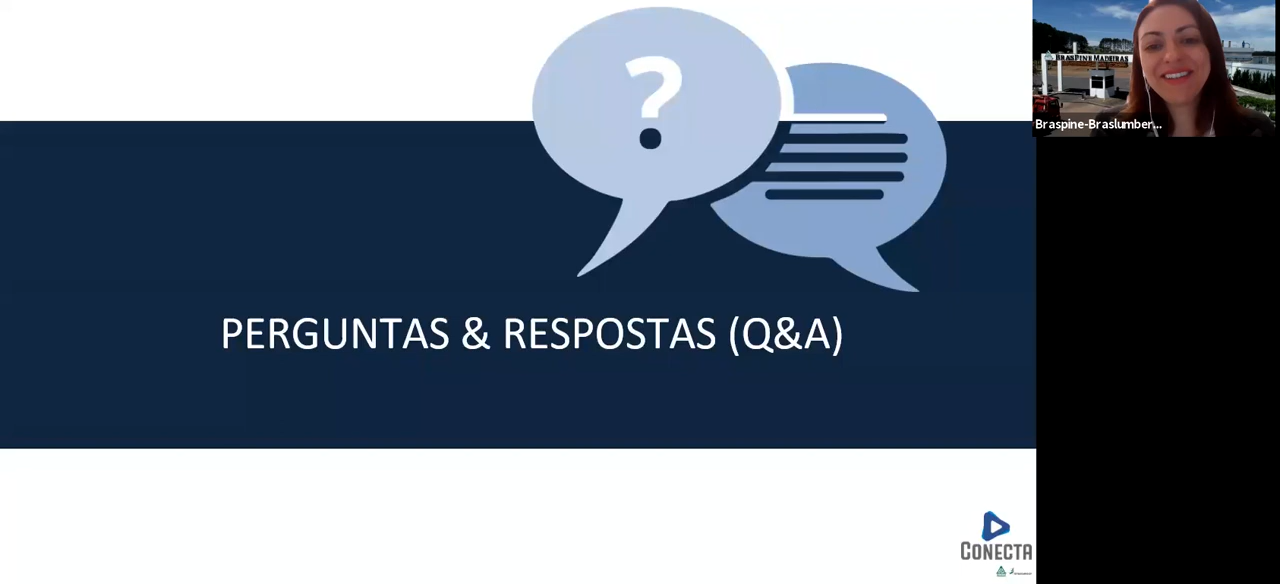 ?
BRASPINE MADEIRAS
Braspine-Braslumber...
PERGUNTAS & RESPOSTAS (Q&A)
CONECTA